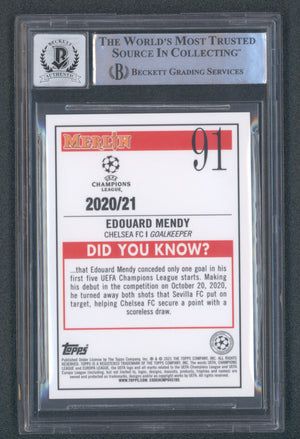 BECKETT
AUTHENTIC
THE WORLD'S MOST TRUSTED
SOURCE IN COLLECTING™
B BECKETT GRADING SERVICES
MERLIN
91
UEFA
CHAMPIONS
LEAGUE
2020/21
EDOUARD MENDY
CHELSEA FC | GOALKEEPER
DID YOU KNOW?
...that Edouard Mendy conceded only one goal in his
first five UEFA Champions League starts. Making
his debut in the competition on October 20, 2020,
he turned away both shots that Sevilla FC put on
target, helping Chelsea FC secure a point with a
scoreless draw.
Topps